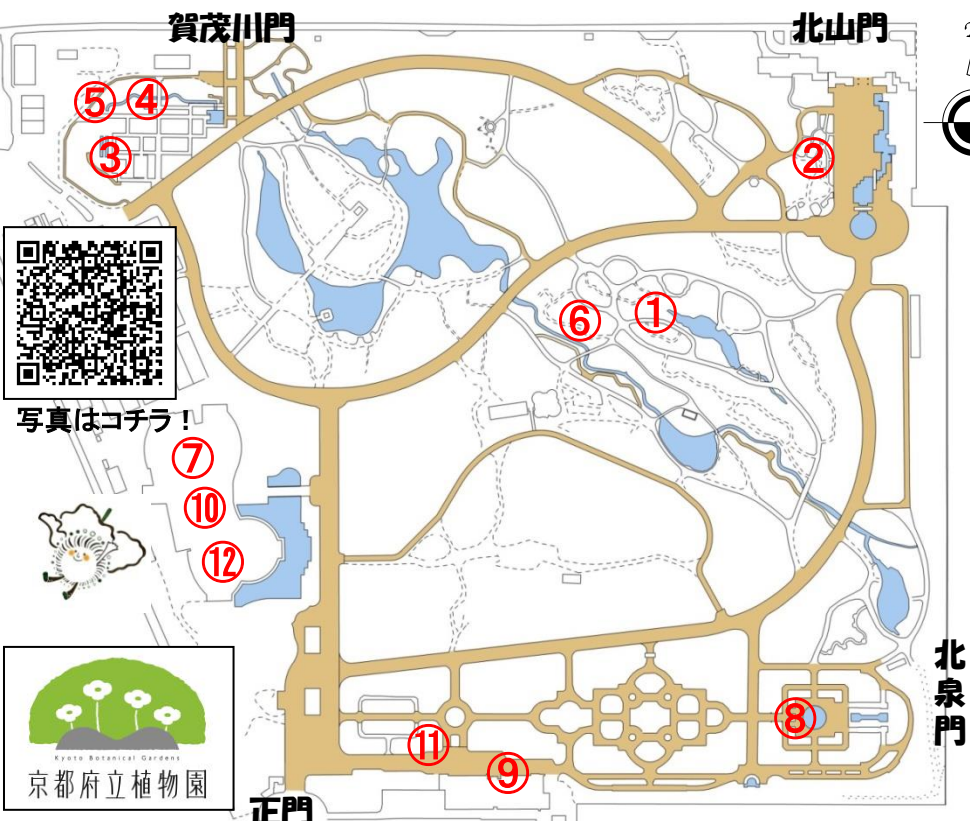 賀茂川門
北山門
⑤
④
③
②
写真はコチラ！
⑥
①
⑦
⑩
⑫
北泉門
⑧
⑪
⑨
Kyoto Botanical Gardens
京都府立植物園
正門